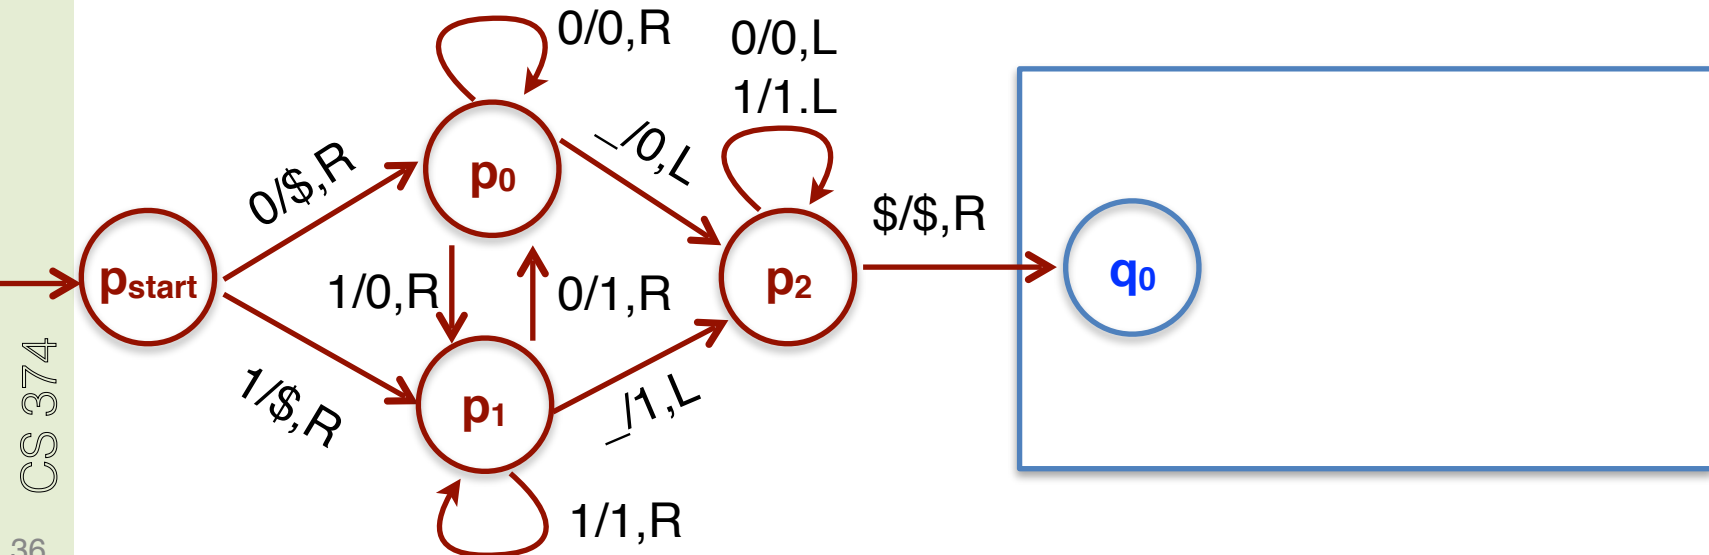 0/0,R
0/0,L
1/1.L
_/0,L
0/$,R
p0
$/$,R
pstart
1/0,R
0/1,R
p2
q0
1/$,R
p1
_/1,L
1/1,R
CS 374
36